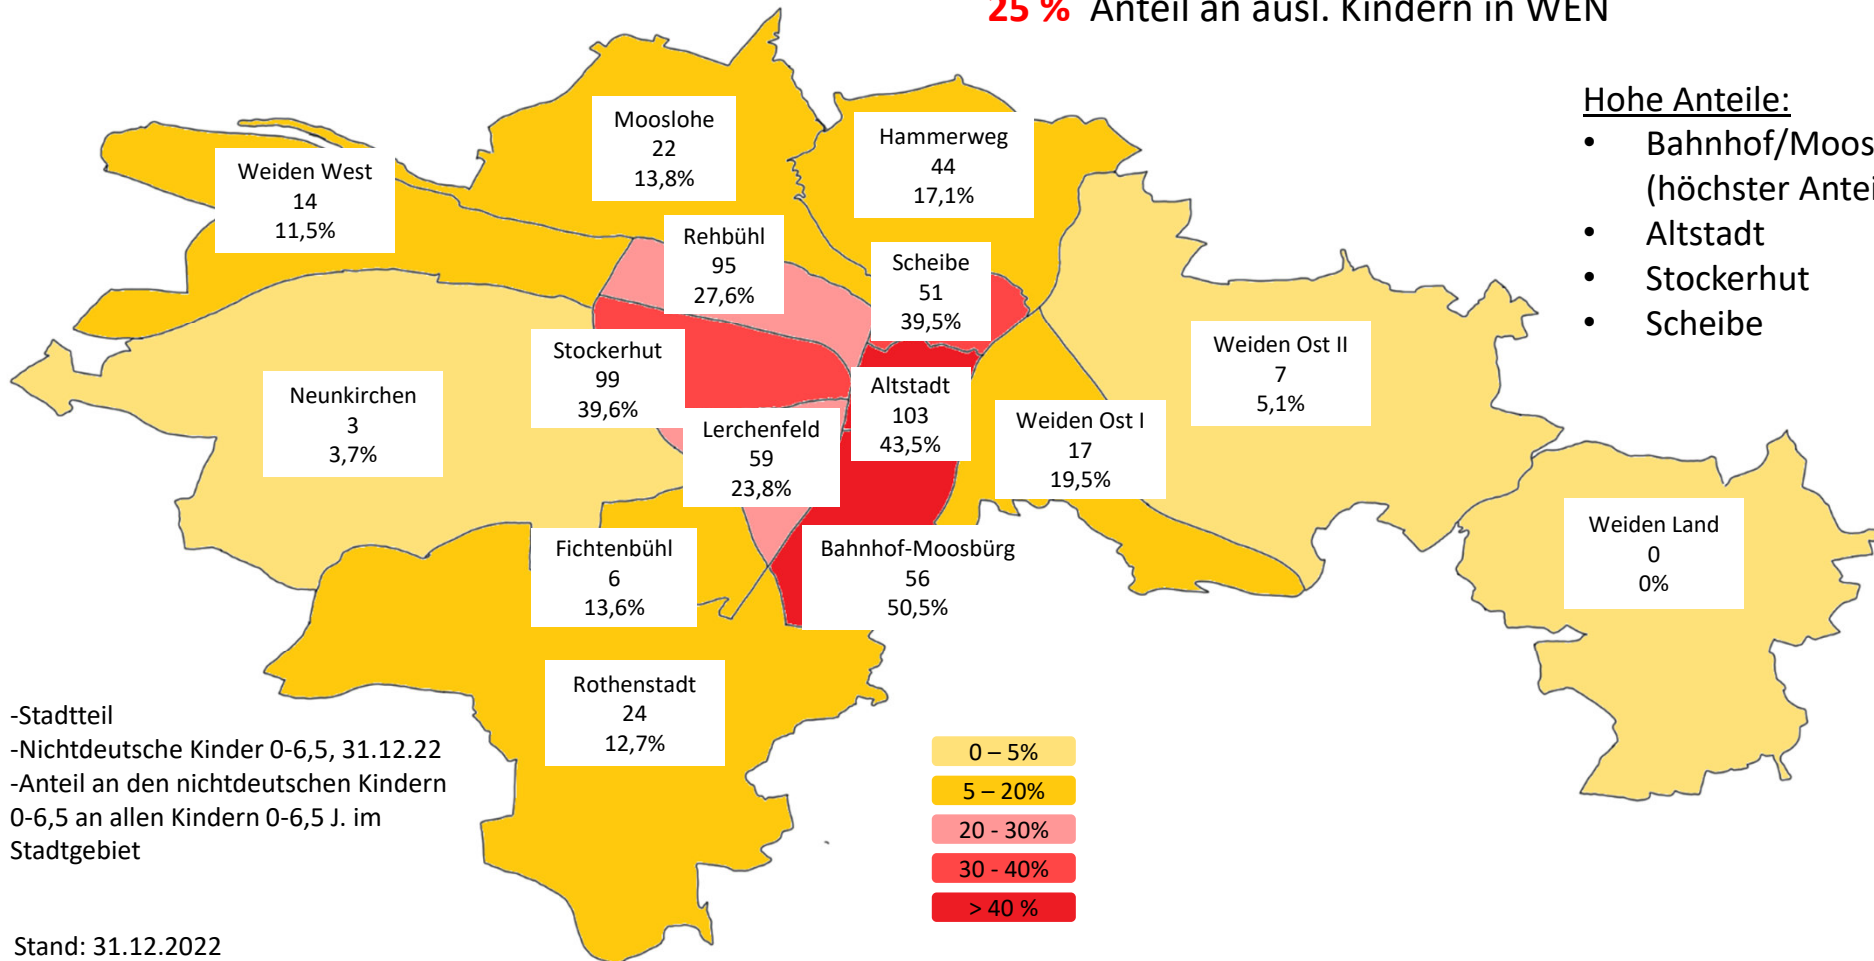 25 % Anteil an ausl. Kindern in WEN
Hohe Anteile:
• Bahnhof/Moos
(höchster Antei
• Altstadt
• Stockerhut
• Scheibe
Mooslohe
22
13,8%
Hammerweg
44
17,1%
Weiden West
14
11,5%
Rehbühl
95
27,6%
Scheibe
51
39,5%
Weiden Ost II
7
5,1%
Stockerhut
99
39,6%
Altstadt
103
43,5%
Neunkirchen
3
3,7%
Lerchenfeld
59
23,8%
Weiden Ost I
17
19,5%
Weiden Land
0
0%
Fichtenbühl
6
13,6%
Bahnhof-Moosbürg
56
50,5%
Rothenstadt
24
12,7%
-Stadtteil
-Nichtdeutsche Kinder 0-6,5, 31.12.22
-Anteil an den nichtdeutschen Kindern
0-6,5 an allen Kindern 0-6,5 J. im
Stadtgebiet
0 – 5%
5 – 20%
20 - 30%
30 - 40%
> 40 %
Stand: 31.12.2022